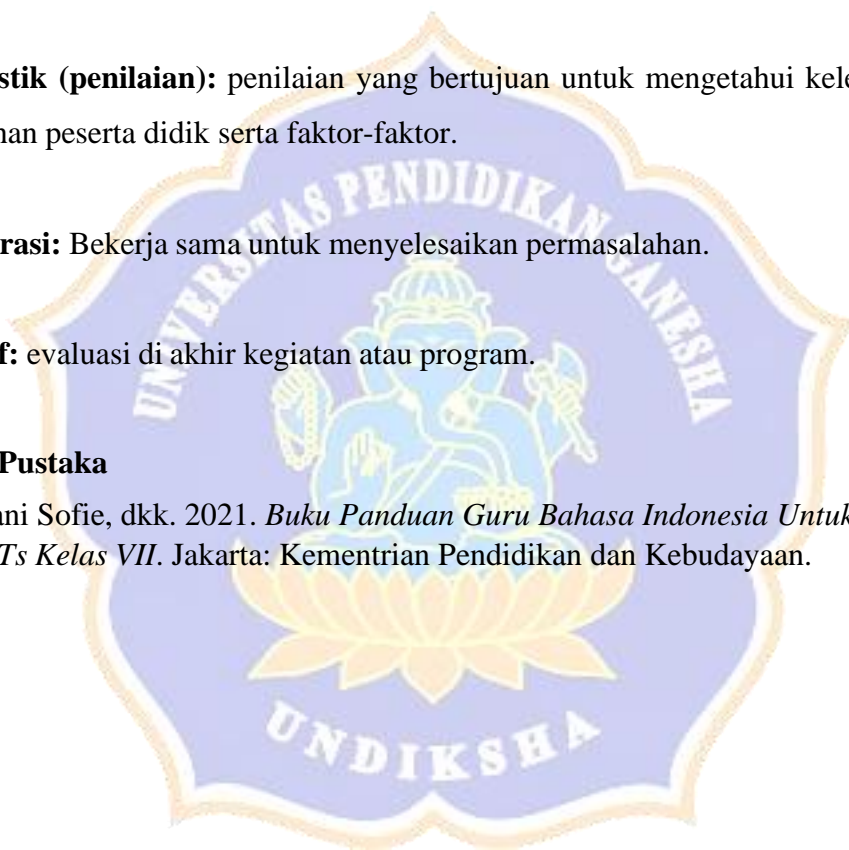 stik (penilaian): penilaian yang bertujuan untuk mengetahui kele
nan peserta didik serta faktor-faktor.
rasi: Bekerja sama untuk menyelesaikan permasalahan.
f: evaluasi di akhir kegiatan atau program.
Pustaka
ani Sofie, dkk. 2021. Buku Panduan Guru Bahasa Indonesia Untuk
Ts Kelas VII. Jakarta: Kementrian Pendidikan dan Kebudayaan.
UNIVERSITAS PENDIDIKAN GANESHA
UNDIKSHA